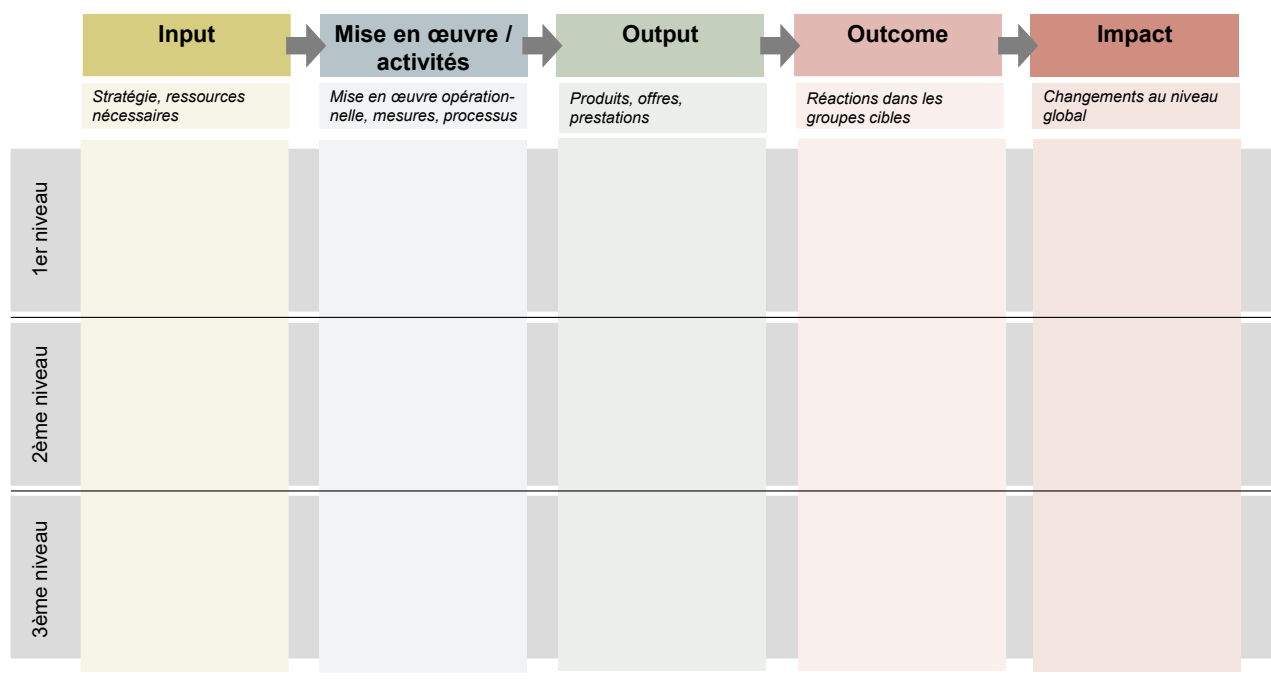 Input
Mise en œuvre /
activités
Output
Outcome
Impact
Stratégie, ressources
nécessaires
Mise en œuvre opération-
nelle, mesures, processus
Produits, offres,
prestations
Réactions dans les
groupes cibles
Changements au niveau
global
1er niveau
2ème niveau
3ème niveau